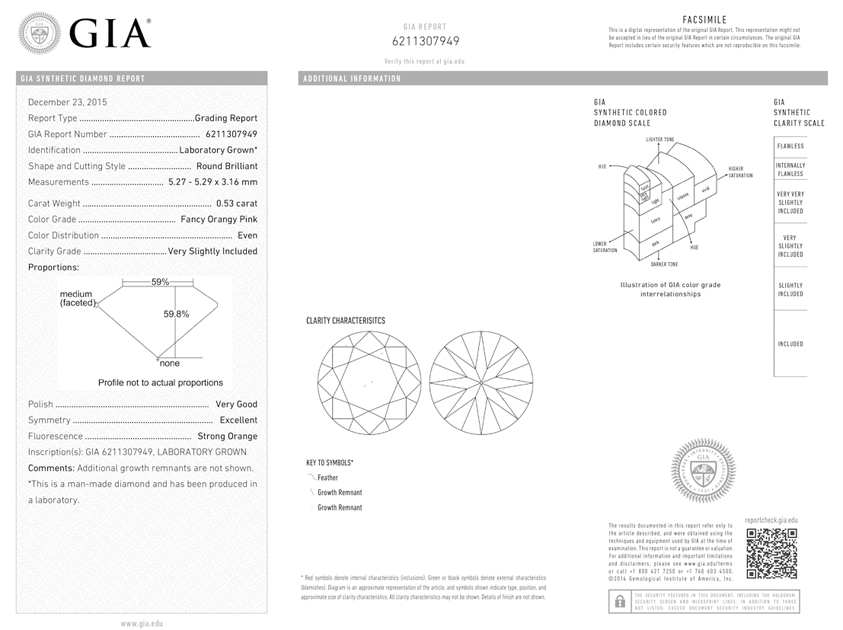 GIA®
GIA REPORT
6211307949
Verify this report at gia.edu
FACSIMILE
This is a digital representation of the original GIA Report. This representation might not
be accepted in lieu of the original GIA Report in certain circumstances. The original GIA
Report includes certain security features which are not reproducible on this facsimile.
GIA SYNTHETIC DIAMOND REPORT
December 23, 2015
Report Type ........ Grading Report
GIA Report Number ........ 6211307949
Identification ........ Laboratory Grown*
Shape and Cutting Style ........ Round Brilliant
Measurements ........ 5.27 - 5.29 x 3.16 mm
Carat Weight ........ 0.53 carat
Color Grade ........ Fancy Orangy Pink
Color Distribution ........ Even
Clarity Grade ........ Very Slightly Included
Proportions:
59%
medium
(faceted)
59.8%
none
Profile not to actual proportions
Polish ........ Very Good
Symmetry ........ Excellent
Fluorescence ........ Strong Orange
Inscription(s): GIA 6211307949, LABORATORY GROWN
Comments: Additional growth remnants are not shown.
*This is a man-made diamond and has been produced in
a laboratory.
www.gia.edu
ADDITIONAL INFORMATION
CLARITY CHARACTERISITCS
KEY TO SYMBOLS*
Feather
Growth Remnant
Growth Remnant
* Red symbols denote internal characteristics (inclusions). Green or black symbols denote external characteristics
(blemishes). Diagram is an approximate representation of the article, and symbols shown indicate type, position, and
approximate size of clarity characteristics. All clarity characteristics may not be shown. Details of finish are not shown.
GIA
SYNTHETIC COLORED
DIAMOND SCALE
LIGHTER TONE
HUE
HIGHER
SATURATION
light
intense
vivid
fancy
deep
dark
LOWER
SATURATION
HUE
DARKER TONE
Illustration of GIA color grade
interrelationships
GIA
SYNTHETIC
CLARITY SCALE
FLAWLESS
INTERNALLY
FLAWLESS
VERY VERY
SLIGHTLY
INCLUDED
VERY
SLIGHTLY
INCLUDED
SLIGHTLY
INCLUDED
INCLUDED
GIA
reportcheck.gia.edu
The results documented in this report refer only to
the article described, and were obtained using the
techniques and equipment used by GIA at the time of
examination. This report is not a guarantee or valuation.
For additional information and important limitations
and disclaimers, please see www.gia.edu/terms
or call +1 800 421 7250 or +1 760 603 4500.
©2014 Gemological Institute of America, Inc.
THE SECURITY FEATURES IN THIS DOCUMENT, INCLUDING THE HOLOGRAM,
SECURITY SCREEN AND MICROPRINT LINES, IN ADDITION TO THOSE
NOT LISTED, EXCEED DOCUMENT SECURITY INDUSTRY GUIDELINES.